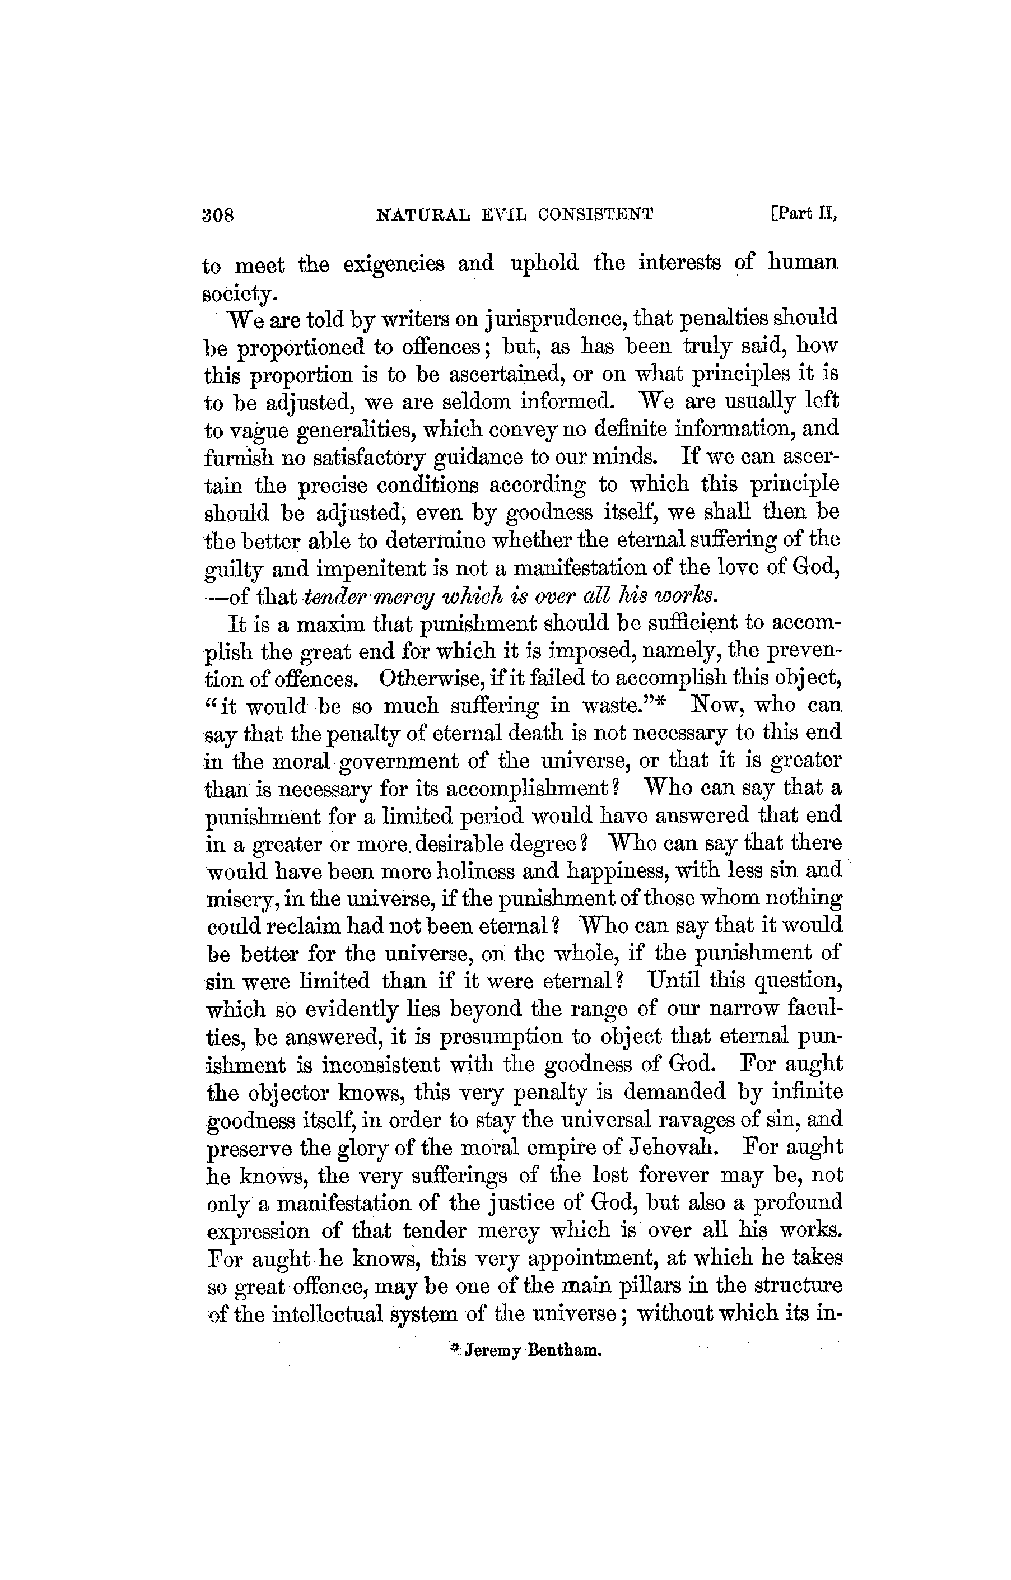 308 NATURAL EVIL CONSISTENT [Part II,
to meet the exigencies and uphold the interests of human
society.
We are told by writers on jurisprudence, that penalties should
be proportioned to offences; but, as has been truly said, how
this proportion is to be ascertained, or on what principles it is
to be adjusted, we are seldom informed. We are usually left
to vague generalities, which convey no definite information, and
furnish no satisfactory guidance to our minds. If we can ascer-
tain the precise conditions according to which this principle
should be adjusted, even by goodness itself, we shall then be
the better able to determine whether the eternal suffering of the
guilty and impenitent is not a manifestation of the love of God,
—of that tender mercy which is over all his works.
It is a maxim that punishment should be sufficient to accom-
plish the great end for which it is imposed, namely, the preven-
tion of offences. Otherwise, if it failed to accomplish this object,
"it would be so much suffering in waste."* Now, who can
say that the penalty of eternal death is not necessary to this end
in the moral government of the universe, or that it is greater
than is necessary for its accomplishment? Who can say that a
punishment for a limited period would have answered that end
in a greater or more desirable degree? Who can say that there
would have been more holiness and happiness, with less sin and
misery, in the universe, if the punishment of those whom nothing
could reclaim had not been eternal? Who can say that it would
be better for the universe, on the whole, if the punishment of
sin were limited than if it were eternal? Until this question,
which so evidently lies beyond the range of our narrow facul-
ties, be answered, it is presumption to object that eternal pun-
ishment is inconsistent with the goodness of God. For aught
the objector knows, this very penalty is demanded by infinite
goodness itself, in order to stay the universal ravages of sin, and
preserve the glory of the moral empire of Jehovah. For aught
he knows, the very sufferings of the lost forever may be, not
only a manifestation of the justice of God, but also a profound
expression of that tender mercy which is over all his works.
For aught he knows, this very appointment, at which he takes
so great offence, may be one of the main pillars in the structure
of the intellectual system of the universe; without which its in-
* Jeremy Bentham.